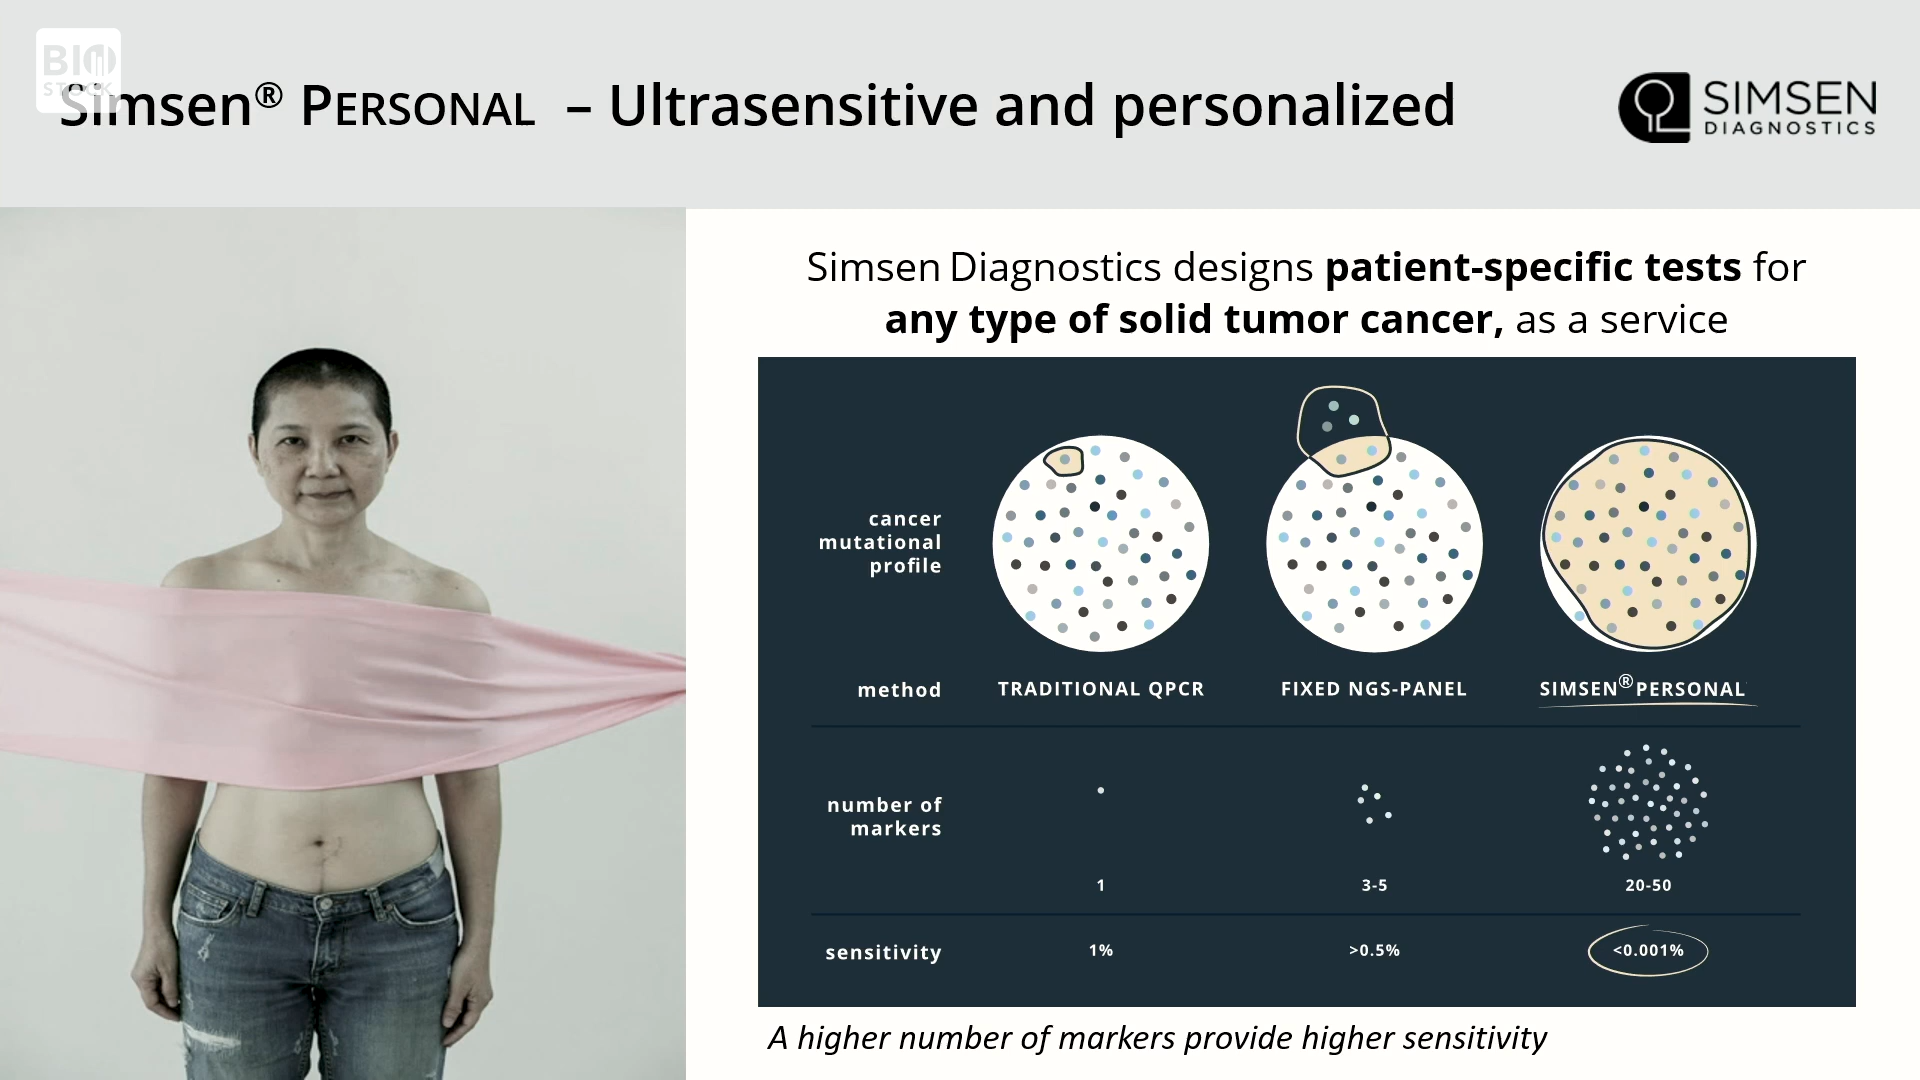 BIO
STOCK
Simsen® PERSONAL – Ultrasensitive and personalized
SIMSEN
DIAGNOSTICS
Simsen Diagnostics designs patient-specific tests for
any type of solid tumor cancer, as a service
cancer
mutational
profile
method
TRADITIONAL QPCR
FIXED NGS-PANEL
SIMSEN®PERSONAL
number of
markers
1
3-5
20-50
sensitivity
1%
>0.5%
<0.001%
A higher number of markers provide higher sensitivity